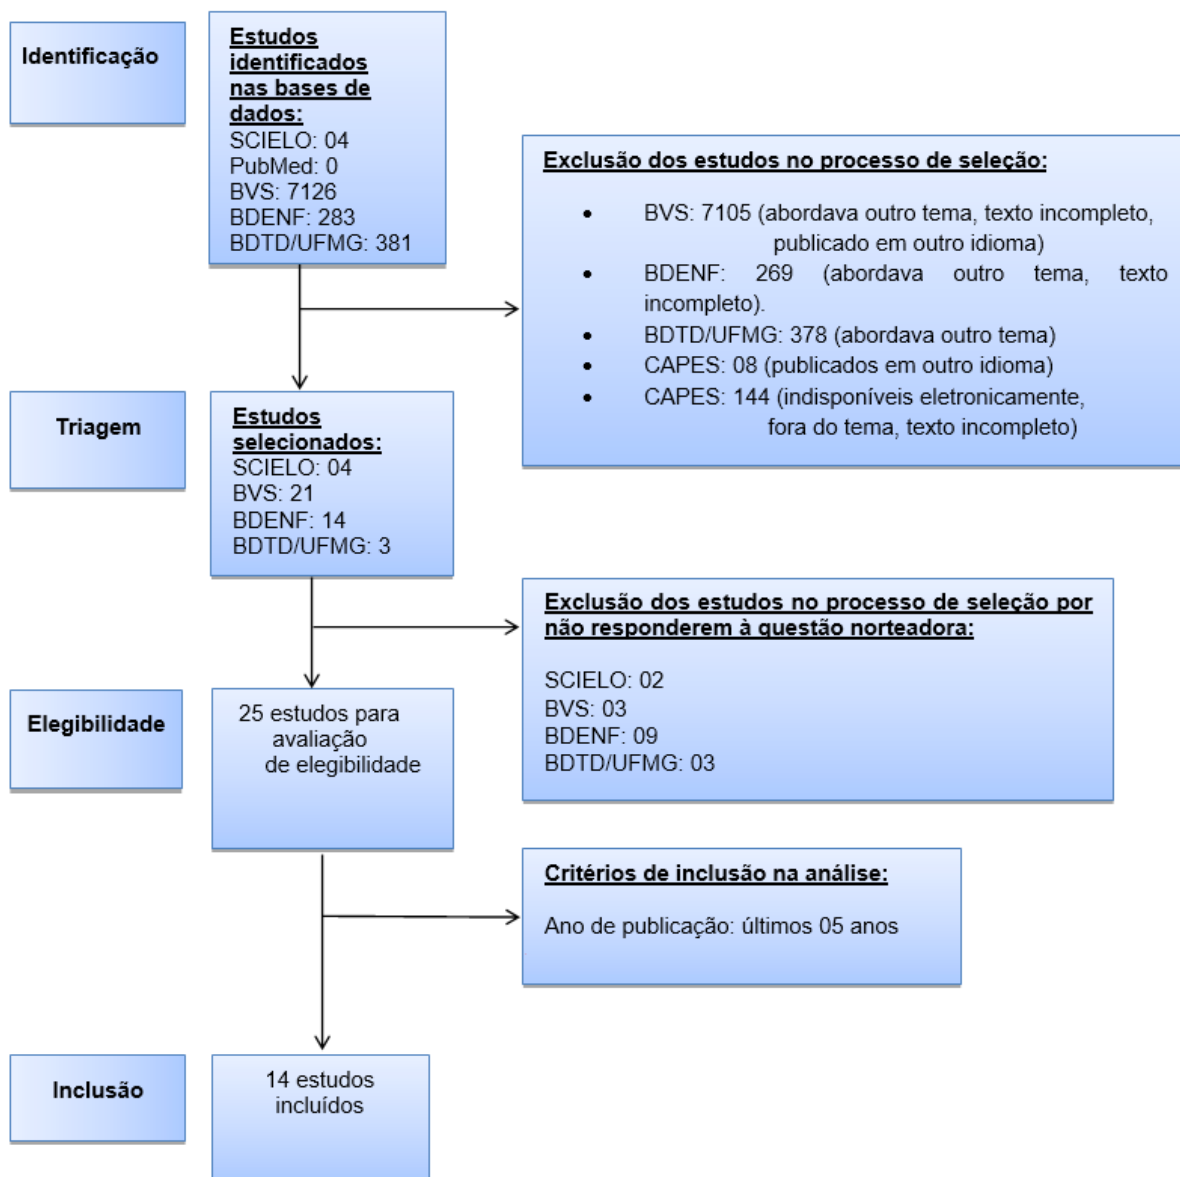 Identificação
Estudos
identificados
nas bases de
dados:
SCIELO: 04
PubMed: 0
BVS: 7126
BDENF: 283
BDTD/UFMG: 381
Exclusão dos estudos no processo de seleção:
• BVS: 7105 (abordava outro tema, texto incompleto,
publicado em outro idioma)
• BDENF: 269 (abordava outro tema, texto
incompleto).
• BDTD/UFMG: 378 (abordava outro tema)
• CAPES: 08 (publicados em outro idioma)
• CAPES: 144 (indisponíveis eletronicamente,
fora do tema, texto incompleto)
Triagem
Estudos
selecionados:
SCIELO: 04
BVS: 21
BDENF: 14
BDTD/UFMG: 3
Exclusão dos estudos no processo de seleção por
não responderem à questão norteadora:
SCIELO: 02
BVS: 03
BDENF: 09
BDTD/UFMG: 03
Elegibilidade
25 estudos para
avaliação
de elegibilidade
Critérios de inclusão na análise:
Ano de publicação: últimos 05 anos
Inclusão
14 estudos
incluídos